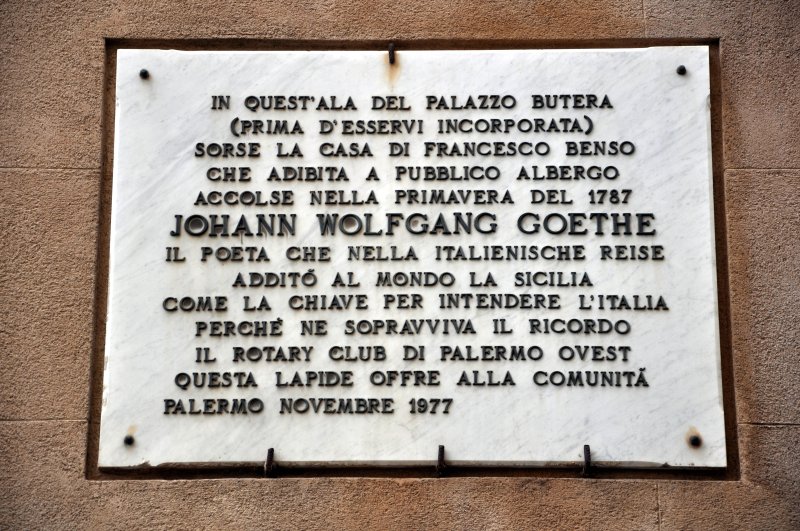 IN QUEST'ALA DEL PALAZZO BUTERA
(PRIMA D'ESSERVI INCORPORATA)
SORSE LA CASA DI FRANCESCO BENSO
CHE ADIBITA A PUBBLICO ALBERGO
ACCOLSE NELLA PRIMAVERA DEL 1787
JOHANN WOLFGANG GOETHE
IL POETA CHE NELLA ITALIENISCHE REISE
ADDITÓ AL MONDO LA SICILIA
COME LA CHIAVE PER INTENDERE L'ITALIA
PERCHÉ NE SOPRAVVIVA IL RICORDO
IL ROTARY CLUB DI PALERMO OVEST
QUESTA LAPIDE OFFRE ALLA COMUNITÁ
PALERMO NOVEMBRE 1977